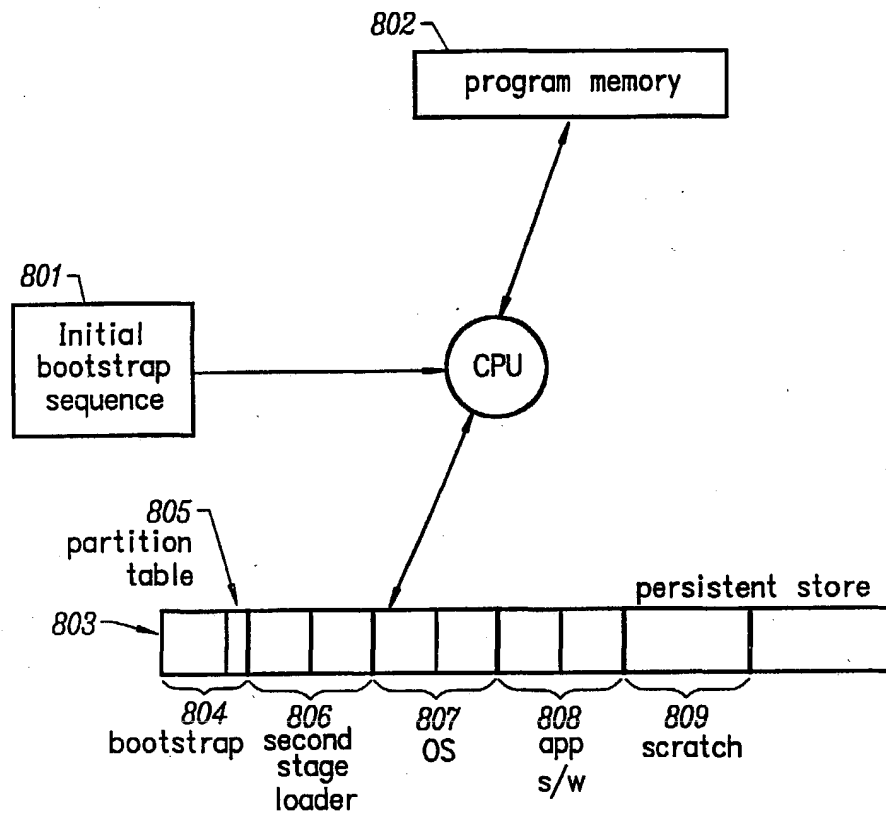 802
program memory
801
Initial
bootstrap
sequence
CPU
805
partition
table
persistent store
803
804
bootstrap
806
second
stage
loader
807
OS
808
app
s/w
809
scratch